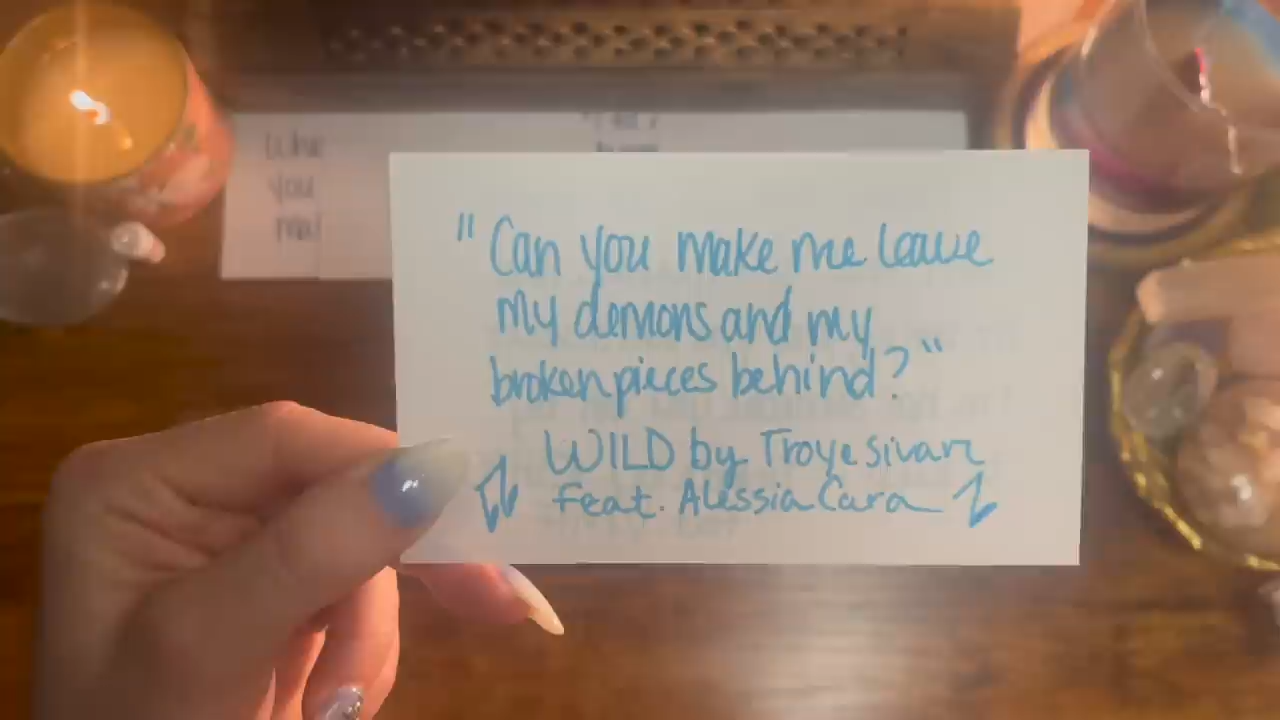 "Can you make me leave
my demons and my
broken pieces behind?"
WILD by Troye sivan
feat. Alessia Cara
you